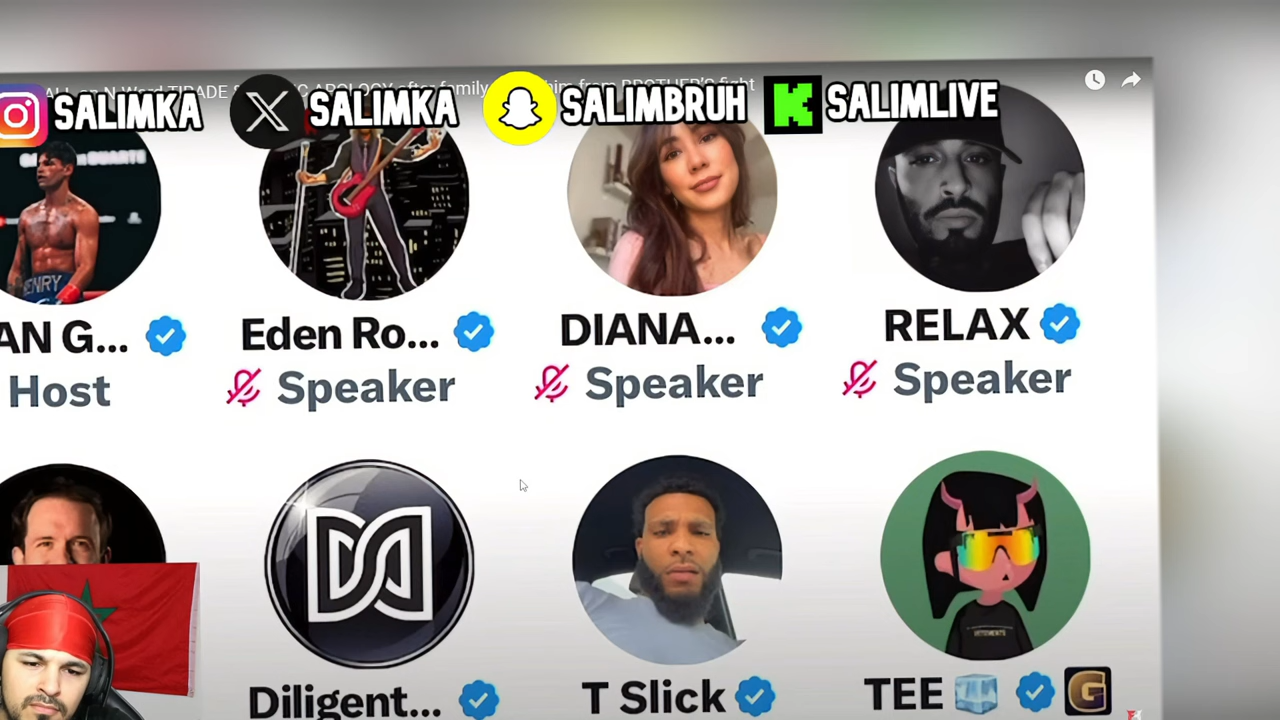 SALIMKA SALIMKA SALIMBRUH SALIMLIVE
AN G... Eden Ro... DIANA... RELAX
Host Speaker Speaker Speaker
Diligent... T Slick TEE